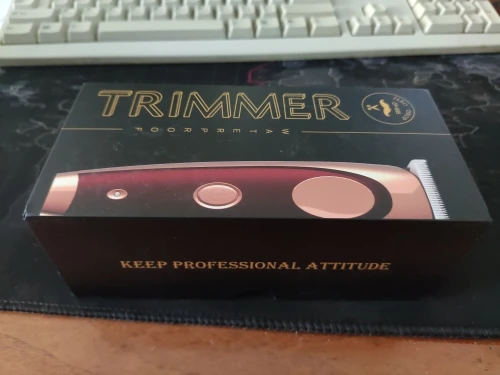 TRIMMER
WATERPROOF
KEEP PROFESSIONAL ATTITUDE